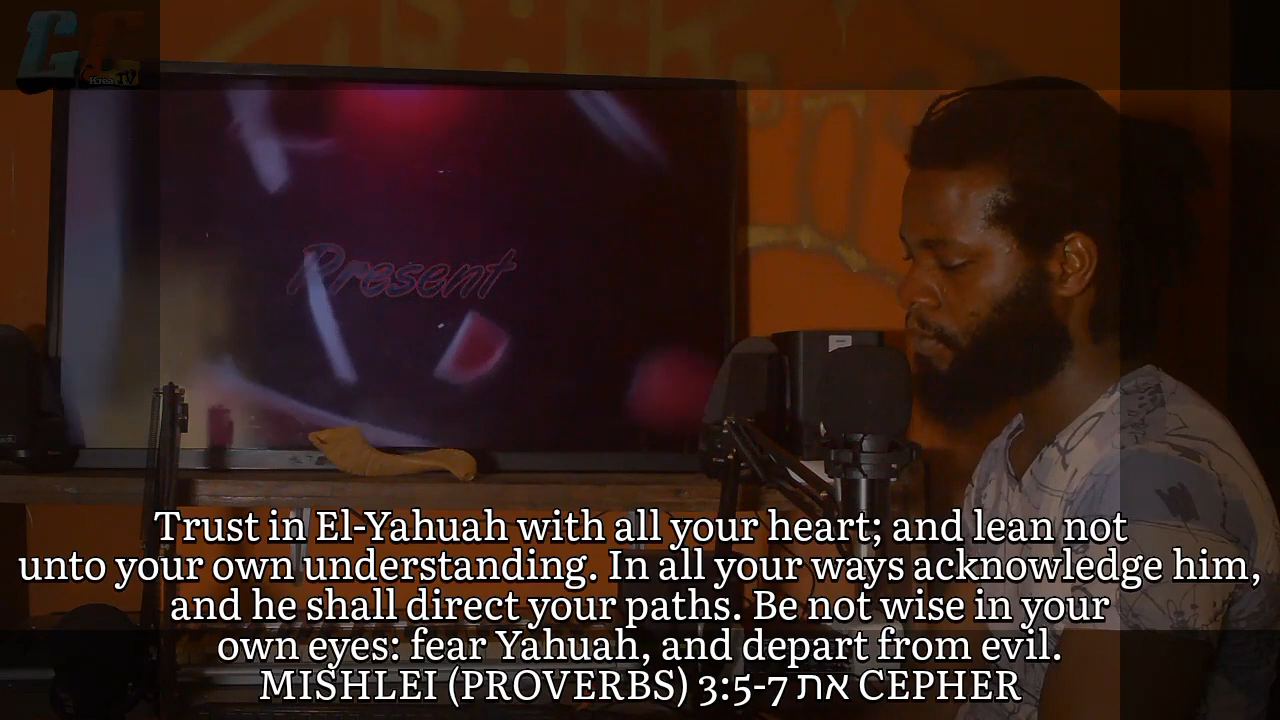 GC
KreaTV
Present
Trust in El-Yahuah with all your heart; and lean not
unto your own understanding. In all your ways acknowledge him,
and he shall direct your paths. Be not wise in your
own eyes: fear Yahuah, and depart from evil.
MISHLEI (PROVERBS) 3:5-7 את CEPHER